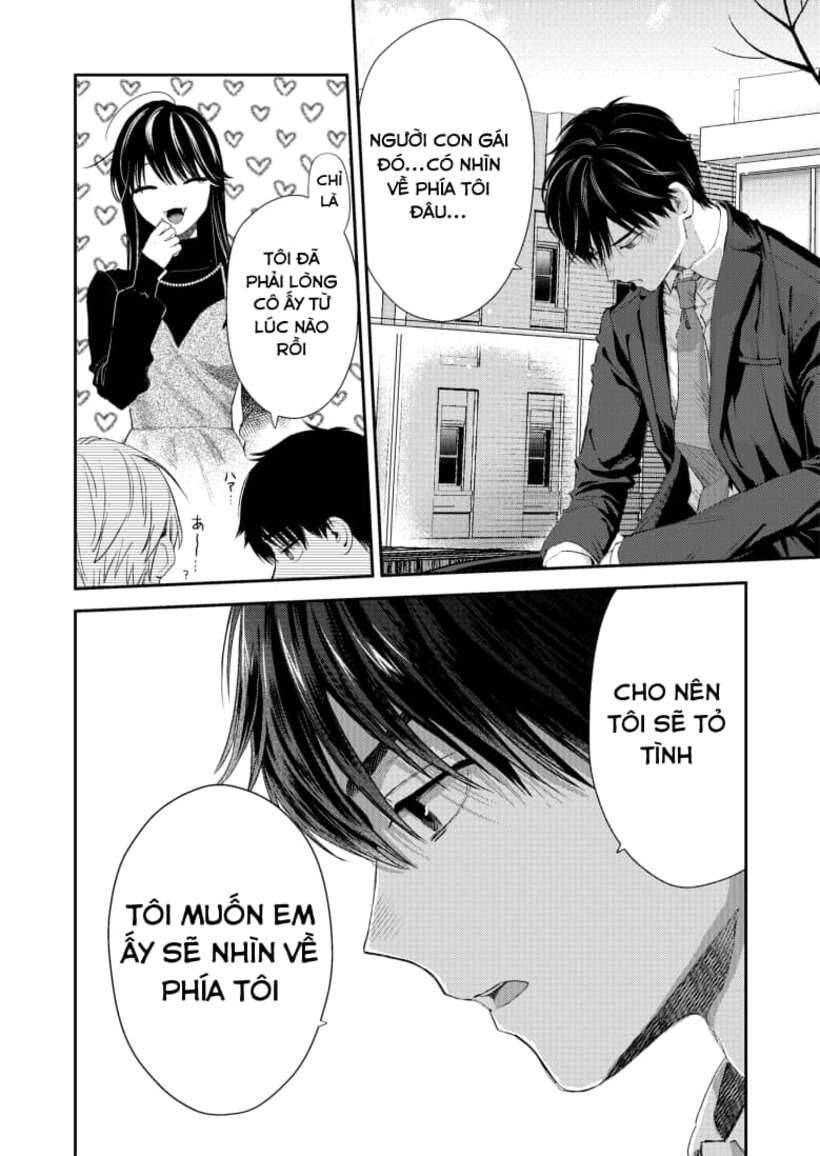 NGƯỜI CON GÁI
ĐÓ...CÓ NHÌN
VỀ PHÍA TÔI
ĐÂU...
CHỈ
LÀ
TÔI ĐÃ
PHẢI LÒNG
CÔ ẤY TỪ
LÚC NÀO
RỒI
ハ?…
あ〜…
?
CHO NÊN
TÔI SẼ TỎ
TÌNH
TÔI MUỐN EM
ẤY SẼ NHÌN VỀ
PHÍA TÔI